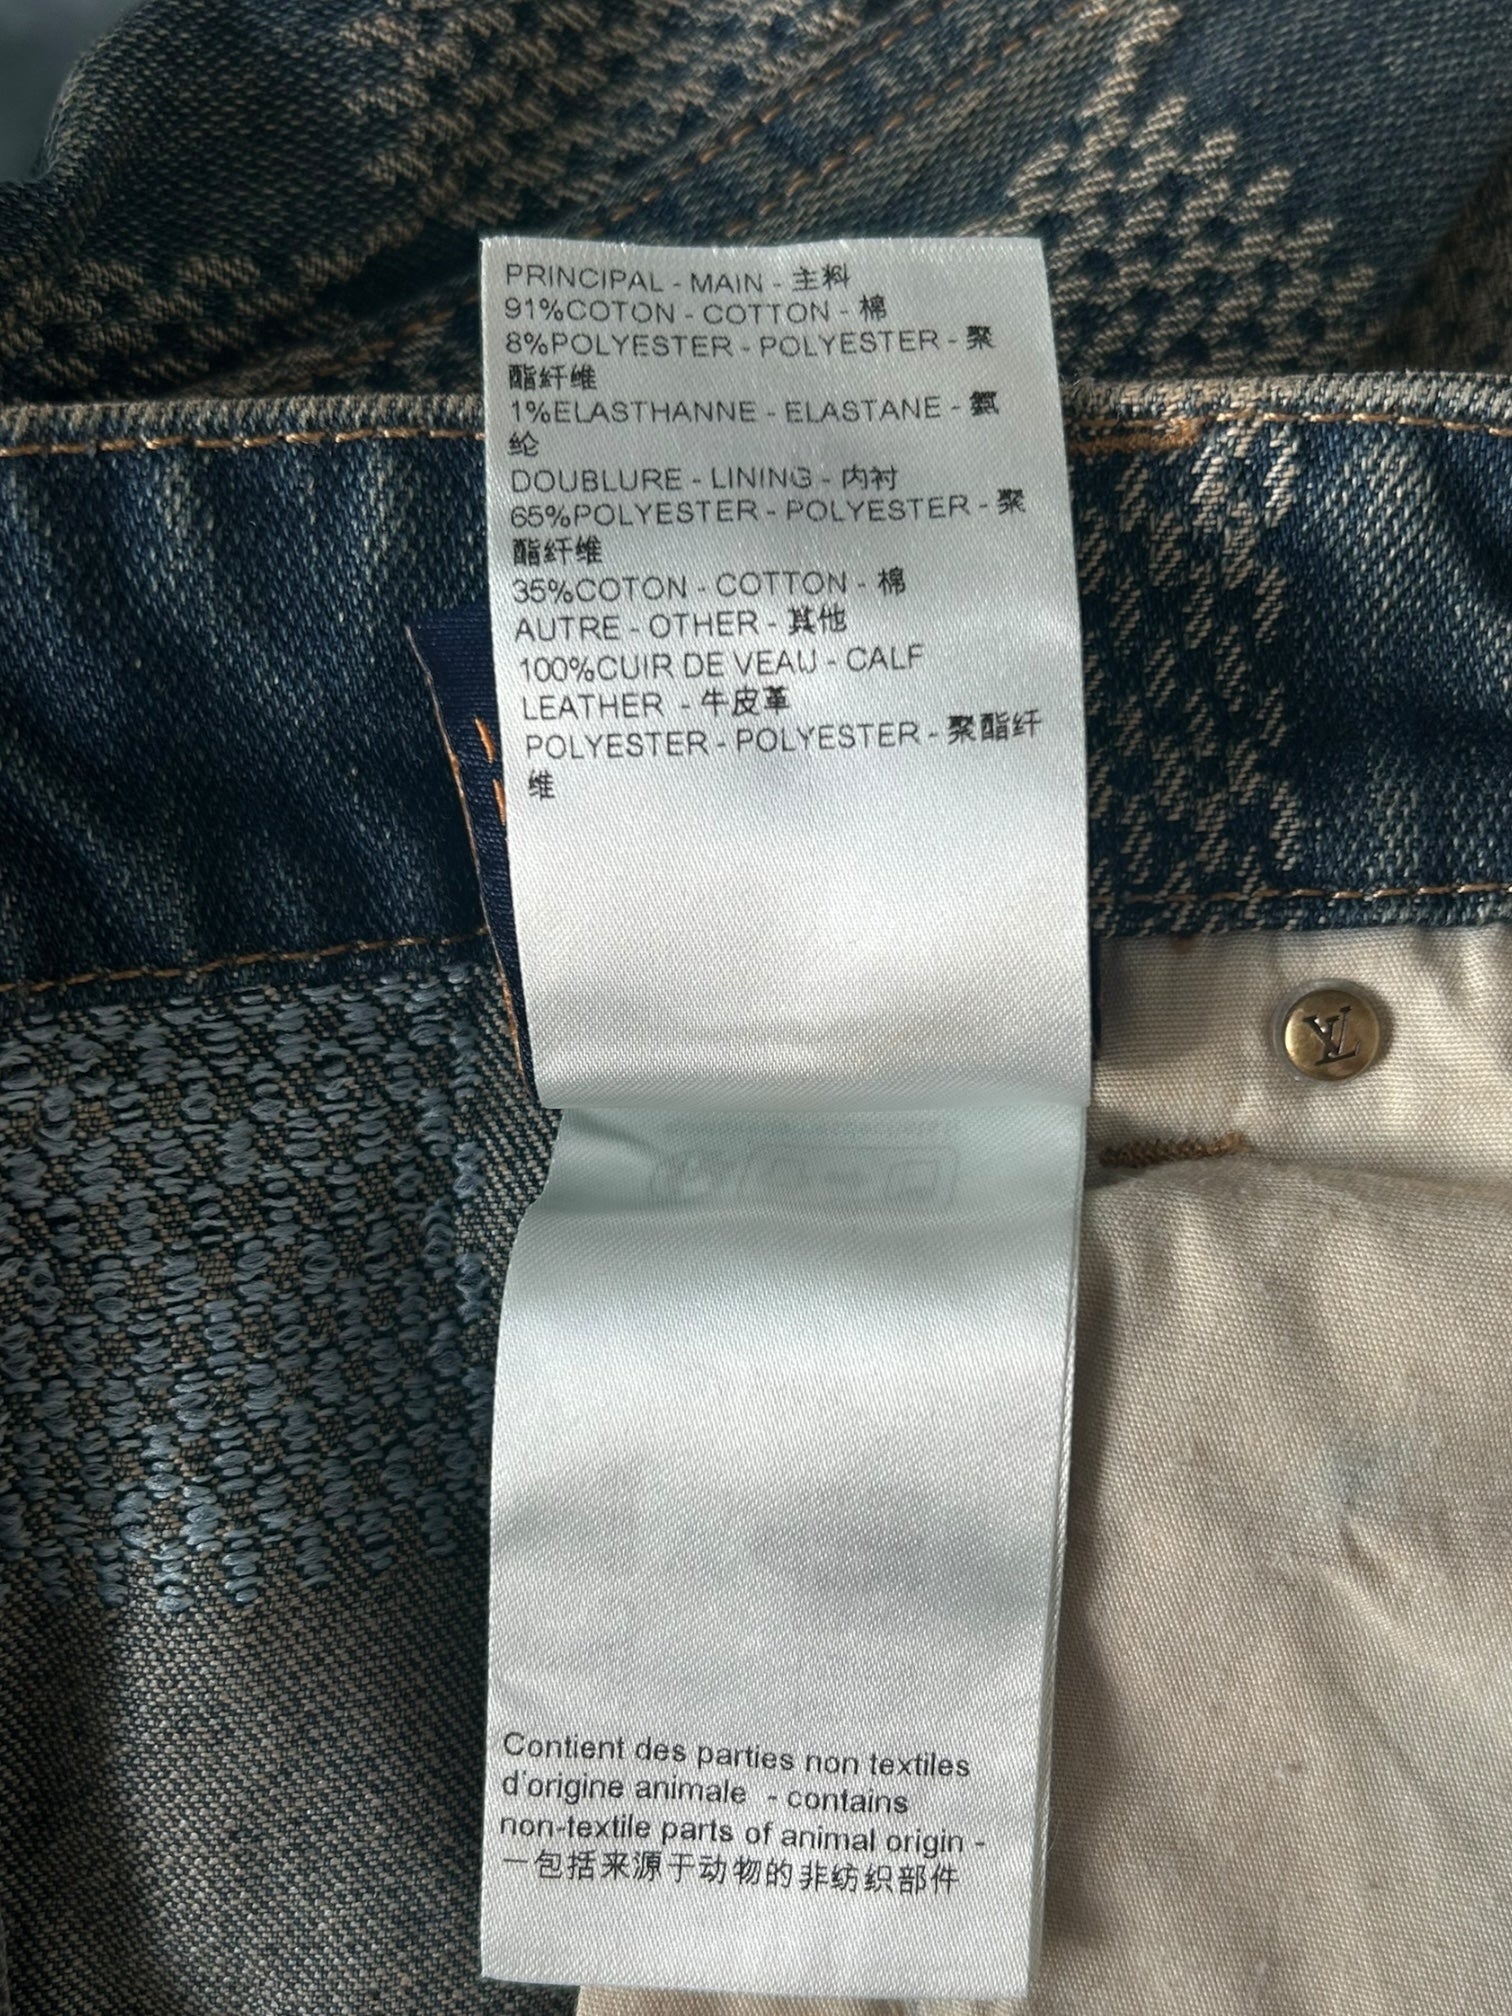 PRINCIPAL - MAIN - 主料
91%COTON - COTTON - 棉
8%POLYESTER - POLYESTER - 聚
酯纤维
1%ELASTHANNE - ELASTANE - 氨
纶
DOUBLURE - LINING - 内衬
65%POLYESTER - POLYESTER - 聚
酯纤维
35%COTON - COTTON - 棉
AUTRE - OTHER - 其他
100%CUIR DE VEAU - CALF
LEATHER - 牛皮革
POLYESTER - POLYESTER - 聚酯纤
维
LV
Contient des parties non textiles
d'origine animale - contains
non-textile parts of animal origin -
一包括来源于动物的非纺织部件